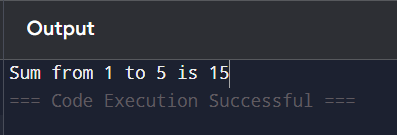 Output
Sum from 1 to 5 is 15
=== Code Execution Successful ===